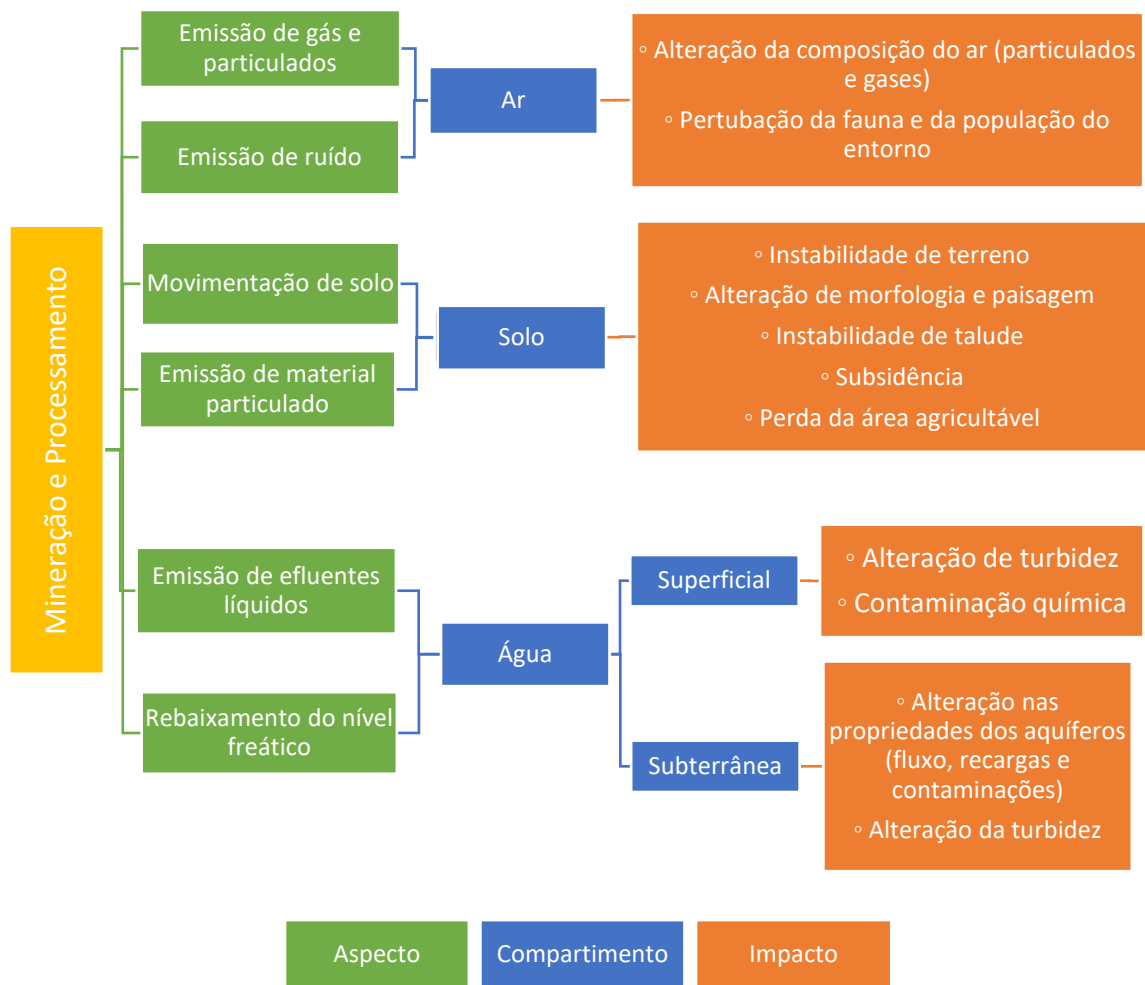 Mineração e Processamento
Emissão de gás e
particulados
Emissão de ruído
Ar
◦ Alteração da composição do ar (particulados
e gases)
◦ Pertubação da fauna e da população do
entorno
Movimentação de solo
Emissão de material
particulado
Solo
◦ Instabilidade de terreno
◦ Alteração de morfologia e paisagem
◦ Instabilidade de talude
◦ Subsidência
◦ Perda da área agricultável
Emissão de efluentes
líquidos
Rebaixamento do nível
freático
Água
Superficial
◦ Alteração de turbidez
◦ Contaminação química
Subterrânea
◦ Alteração nas
propriedades dos aquíferos
(fluxo, recargas e
contaminações)
◦ Alteração da turbidez
Aspecto
Compartimento
Impacto